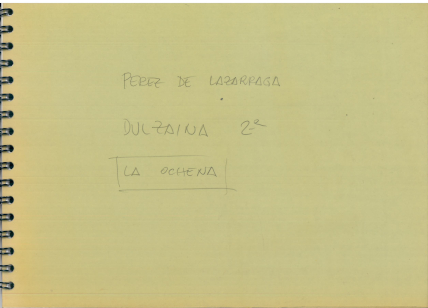 PEREZ DE LAZARRAGA
DULZAINA 2ª
LA OCHENA